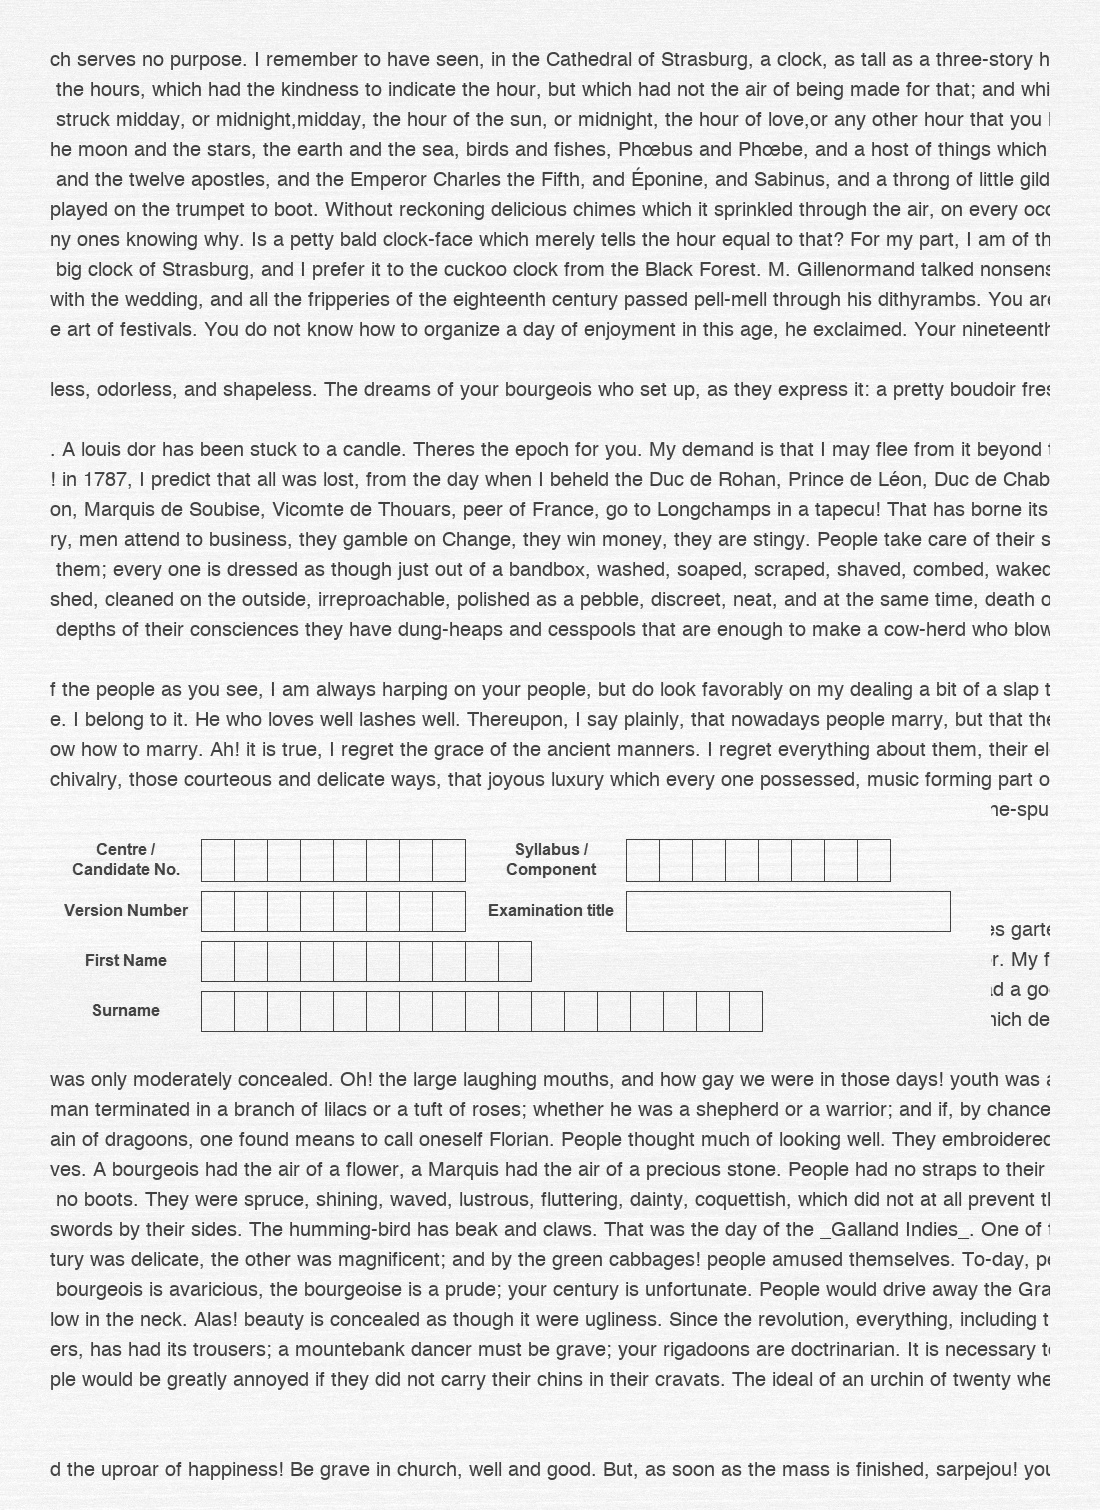 ch serves no purpose. I remember to have seen, in the Cathedral of Strasburg, a clock, as tall as a three-story h
the hours, which had the kindness to indicate the hour, but which had not the air of being made for that; and whi
struck midday, or midnight,midday, the hour of the sun, or midnight, the hour of love,or any other hour that you
he moon and the stars, the earth and the sea, birds and fishes, Phœbus and Phœbe, and a host of things which
and the twelve apostles, and the Emperor Charles the Fifth, and Éponine, and Sabinus, and a throng of little gild
played on the trumpet to boot. Without reckoning delicious chimes which it sprinkled through the air, on every occ
ny ones knowing why. Is a petty bald clock-face which merely tells the hour equal to that? For my part, I am of th
big clock of Strasburg, and I prefer it to the cuckoo clock from the Black Forest. M. Gillenormand talked nonsens
with the wedding, and all the fripperies of the eighteenth century passed pell-mell through his dithyrambs. You are
e art of festivals. You do not know how to organize a day of enjoyment in this age, he exclaimed. Your nineteenth
less, odorless, and shapeless. The dreams of your bourgeois who set up, as they express it: a pretty boudoir fres
. A louis dor has been stuck to a candle. Theres the epoch for you. My demand is that I may flee from it beyond
! in 1787, I predict that all was lost, from the day when I beheld the Duc de Rohan, Prince de Léon, Duc de Chab
on, Marquis de Soubise, Vicomte de Thouars, peer of France, go to Longchamps in a tapecu! That has borne its
ry, men attend to business, they gamble on Change, they win money, they are stingy. People take care of their s
them; every one is dressed as though just out of a bandbox, washed, soaped, scraped, shaved, combed, waked
shed, cleaned on the outside, irreproachable, polished as a pebble, discreet, neat, and at the same time, death o
depths of their consciences they have dung-heaps and cesspools that are enough to make a cow-herd who blow
f the people as you see, I am always harping on your people, but do look favorably on my dealing a bit of a slap t
e. I belong to it. He who loves well lashes well. Thereupon, I say plainly, that nowadays people marry, but that the
ow how to marry. Ah! it is true, I regret the grace of the ancient manners. I regret everything about them, their el
chivalry, those courteous and delicate ways, that joyous luxury which every one possessed, music forming part o
ne-spu
Centre / Candidate No.
Syllabus / Component
Version Number
Examination title
es garte
First Name
r. My f
ad a go
Surname
hich de
was only moderately concealed. Oh! the large laughing mouths, and how gay we were in those days! youth was a
man terminated in a branch of lilacs or a tuft of roses; whether he was a shepherd or a warrior; and if, by chance
ain of dragoons, one found means to call oneself Florian. People thought much of looking well. They embroidered
ves. A bourgeois had the air of a flower, a Marquis had the air of a precious stone. People had no straps to their
no boots. They were spruce, shining, waved, lustrous, fluttering, dainty, coquettish, which did not at all prevent th
swords by their sides. The humming-bird has beak and claws. That was the day of the _Galland Indies_. One of
tury was delicate, the other was magnificent; and by the green cabbages! people amused themselves. To-day, pe
bourgeois is avaricious, the bourgeoise is a prude; your century is unfortunate. People would drive away the Gra
low in the neck. Alas! beauty is concealed as though it were ugliness. Since the revolution, everything, including t
ers, has had its trousers; a mountebank dancer must be grave; your rigadoons are doctrinarian. It is necessary to
ple would be greatly annoyed if they did not carry their chins in their cravats. The ideal of an urchin of twenty whe
d the uproar of happiness! Be grave in church, well and good. But, as soon as the mass is finished, sarpejou! you